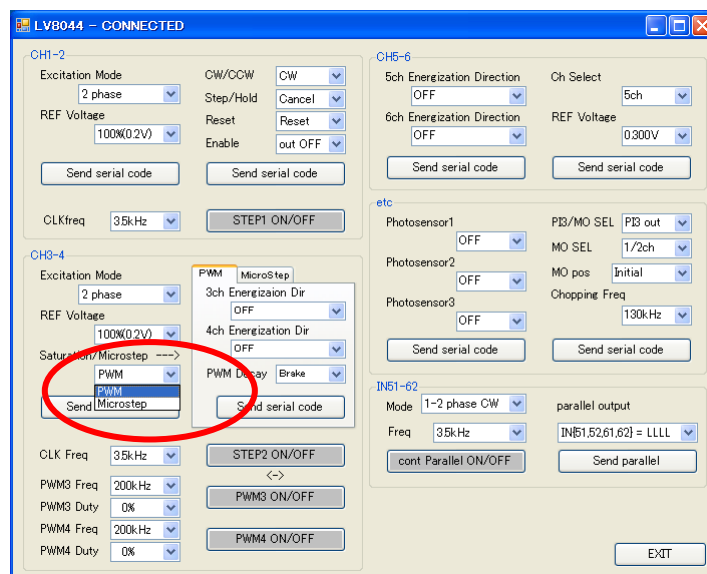 LV8044 - CONNECTED
CH1-2
Excitation Mode
2 phase
REF Voltage
100%(0.2V)
Send serial code
CLKfreq 3.5kHz
CW/CCW CW
Step/Hold Cancel
Reset Reset
Enable out OFF
Send serial code
STEP1 ON/OFF
CH3-4
Excitation Mode
2 phase
REF Voltage
100%(0.2V)
Saturation/Microstep --->
PWM
PWM
Microstep
Send
PWM MicroStep
3ch Energizaion Dir
OFF
4ch Energization Dir
OFF
PWM Decay Brake
Send serial code
CLK Freq 3.5kHz
PWM3 Freq 200kHz
PWM3 Duty 0%
PWM4 Freq 200kHz
PWM4 Duty 0%
STEP2 ON/OFF
<->
PWM3 ON/OFF
PWM4 ON/OFF
CH5-6
5ch Energization Direction
OFF
6ch Energization Direction
OFF
Send serial code
Ch Select
5ch
REF Voltage
0.300V
Send serial code
etc
Photosensor1
OFF
Photosensor2
OFF
Photosensor3
OFF
Send serial code
PI3/MO SEL PI3 out
MO SEL 1/2ch
MO pos Initial
Chopping Freq
130kHz
Send serial code
IN51-62
Mode 1-2 phase CW
Freq 3.5kHz
cont Parallel ON/OFF
parallel output
IN{51,52,61,62} = LLLL
Send parallel
EXIT